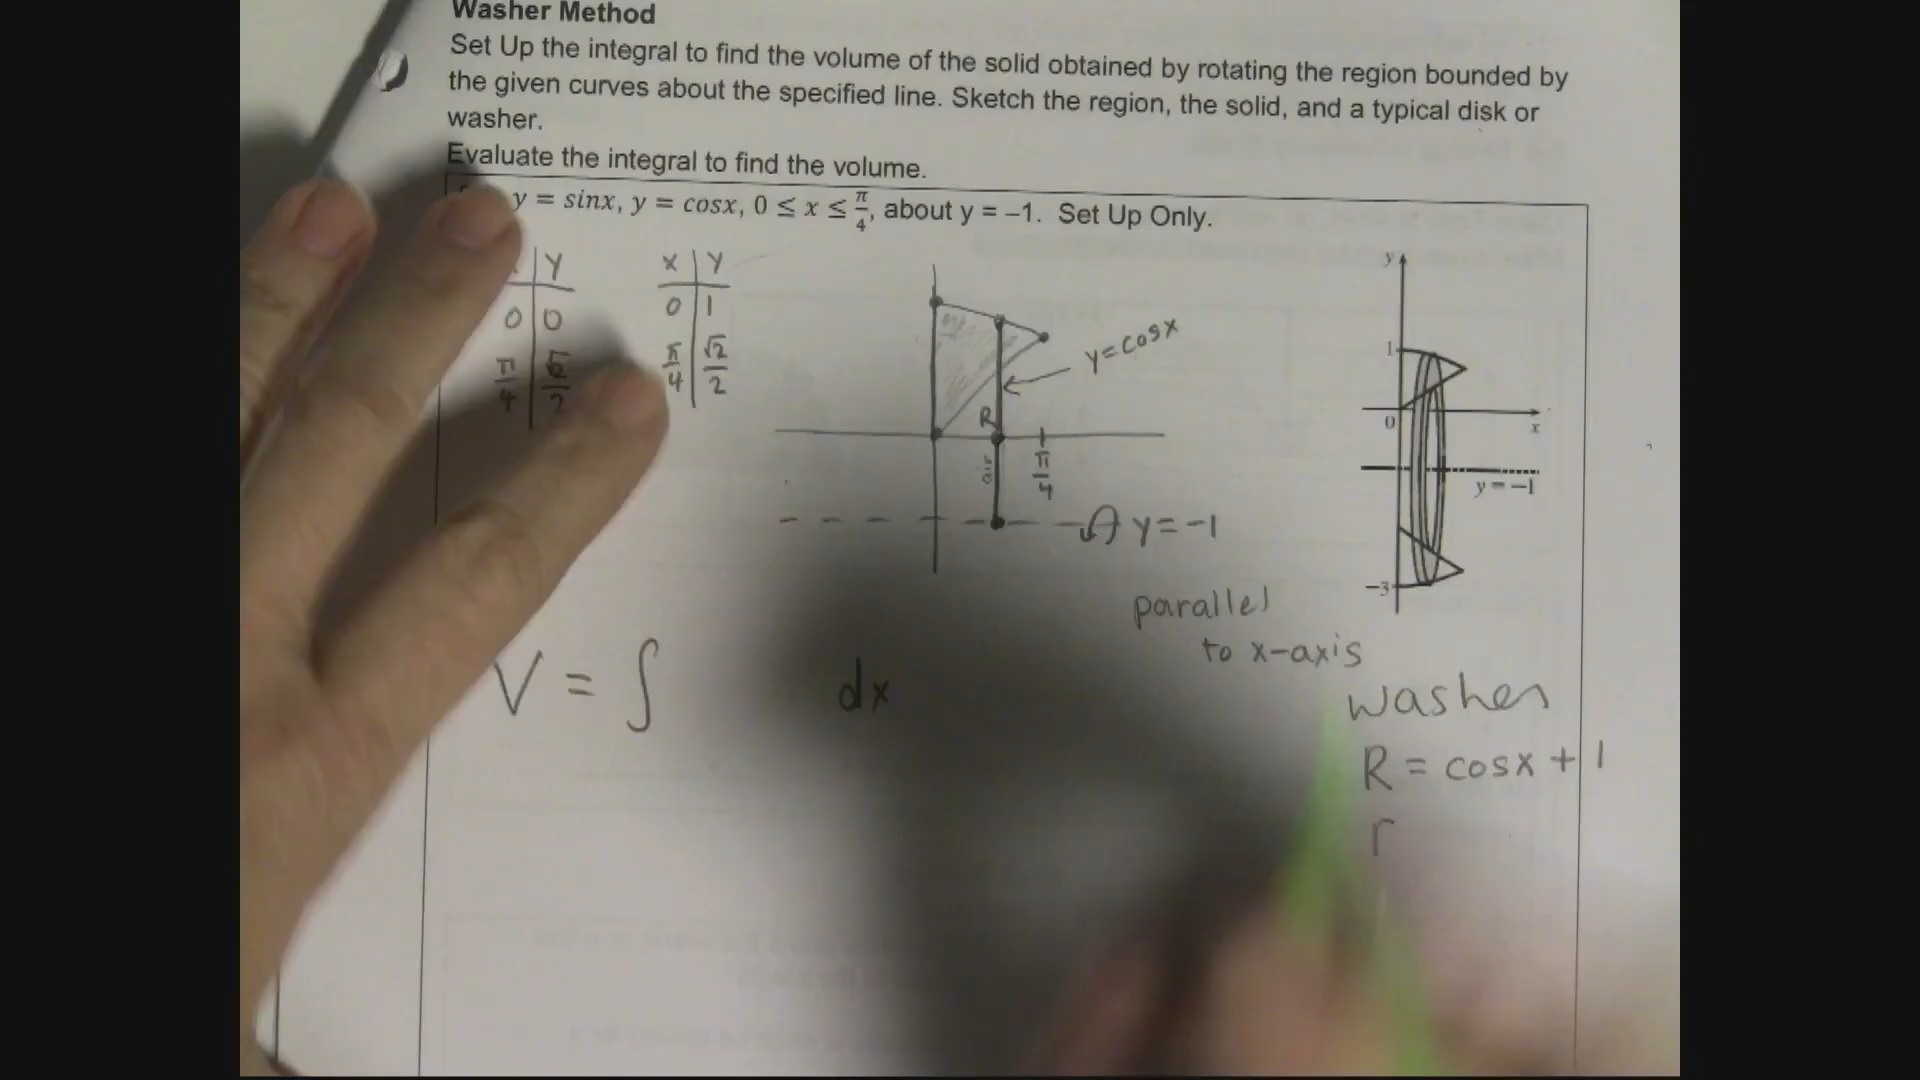 Washer Method
Set Up the integral to find the volume of the solid obtained by rotating the region bounded by
the given curves about the specified line. Sketch the region, the solid, and a typical disk or
washer.
Evaluate the integral to find the volume.
y = sinx, y = cosx, 0 ≤ x ≤ π/4, about y = –1. Set Up Only.
Y
0 0
π/4 √2/2
x Y
0 1
π/4 √2/2
y=cosx
R
air
π/4
y=-1
y
1
0
x
y=-1
-3
parallel
to x-axis
V = ∫ dx
washer
R = cosx + 1
r